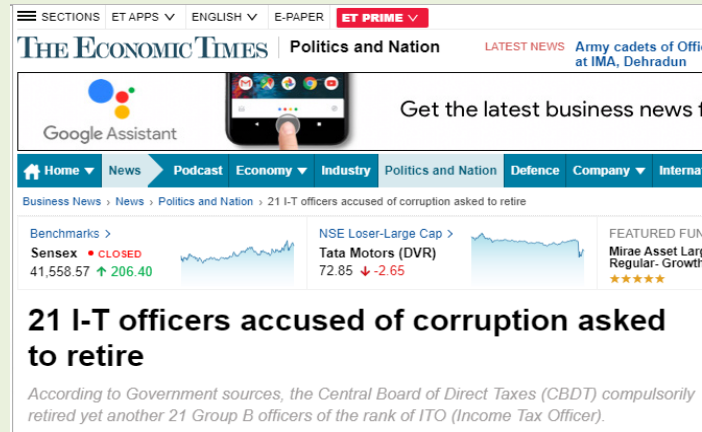 SECTIONS ET APPS ENGLISH E-PAPER ET PRIME
THE ECONOMIC TIMES Politics and Nation LATEST NEWS Army cadets of
at IMA, Dehradun
Google Assistant Get the latest business news
Home News Podcast Economy Industry Politics and Nation Defence Company
Business News › News › Politics and Nation › 21 I-T officers accused of corruption asked to retire
Benchmarks > NSE Loser-Large Cap > FEATURED
Sensex • CLOSED Tata Motors (DVR) Mirae Asset
41,558.57 ↑ 206.40 72.85 ↓ -2.65 Regular- Growth
★★★★★
21 I-T officers accused of corruption asked
to retire
According to Government sources, the Central Board of Direct Taxes (CBDT) compulsorily
retired yet another 21 Group B officers of the rank of ITO (Income Tax Officer).